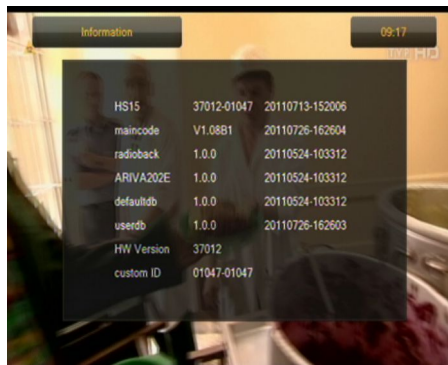 Information 09:17
HS15 37012-01047 20110713-152006
maincode V1.08B1 20110726-162604
radioback 1.0.0 20110524-103312
ARIVA202E 1.0.0 20110524-103312
defaultdb 1.0.0 20110524-103312
userdb 1.0.0 20110726-162603
HW Version 37012
custom ID 01047-01047